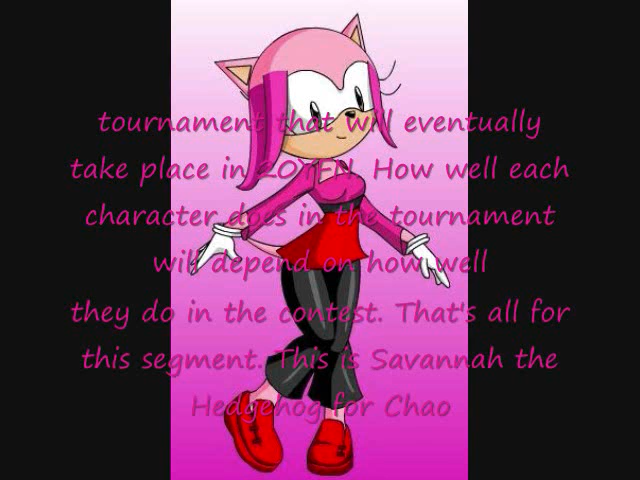 tournament that will eventually
take place in 20YFN. How well each
character does in the tournament
will depend on how well
they do in the contest. That's all for
this segment. This is Savannah the
Hedgehog for Chao